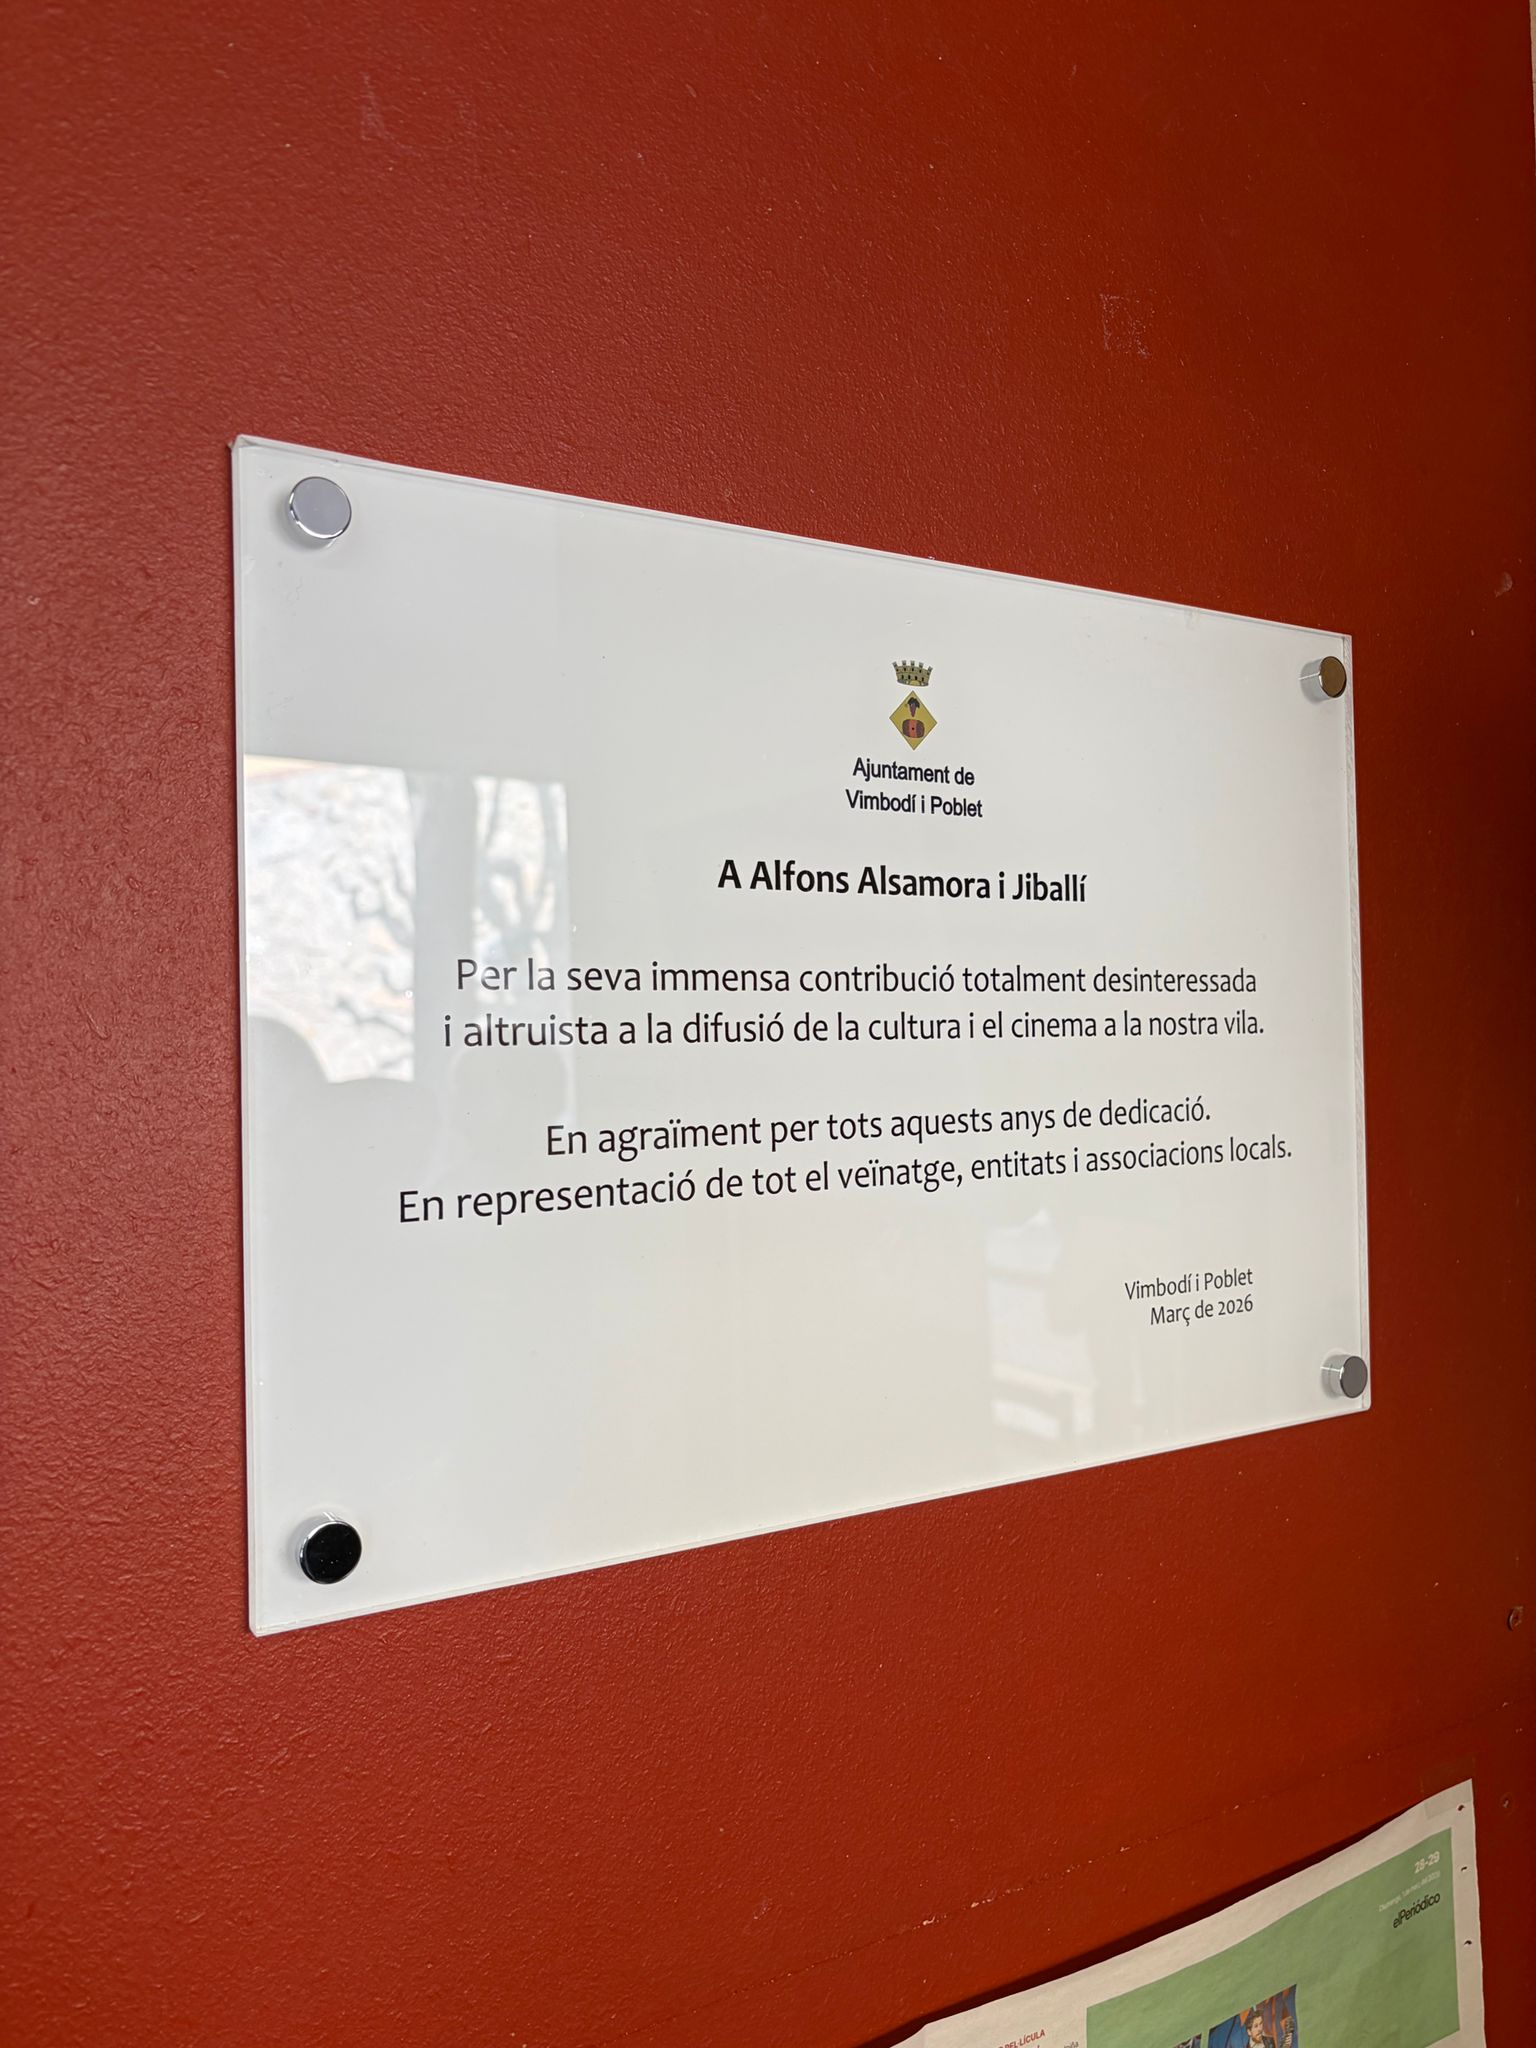 Ajuntament de
Vimbodí i Poblet
A Alfons Alsamora i Jiballí
Per la seva immensa contribució totalment desinteressada
i altruista a la difusió de la cultura i el cinema a la nostra vila.
En agraïment per tots aquests anys de dedicació.
En representació de tot el veïnatge, entitats i associacions locals.
Vimbodí i Poblet
Març de 2026
28-29
elPeriódico